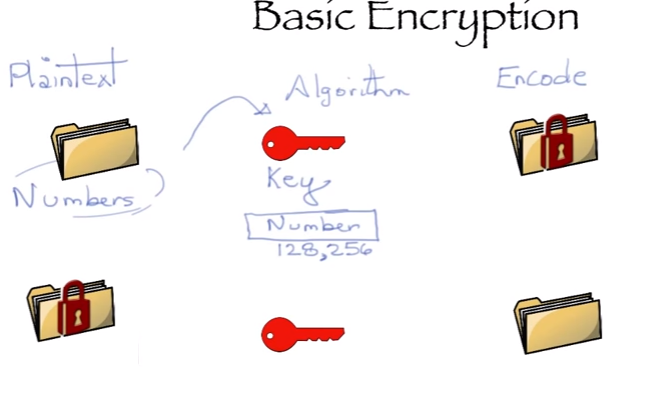 Basic Encryption
Plaintext
Algorithm
Encode
Key
Numbers
Number
128,256